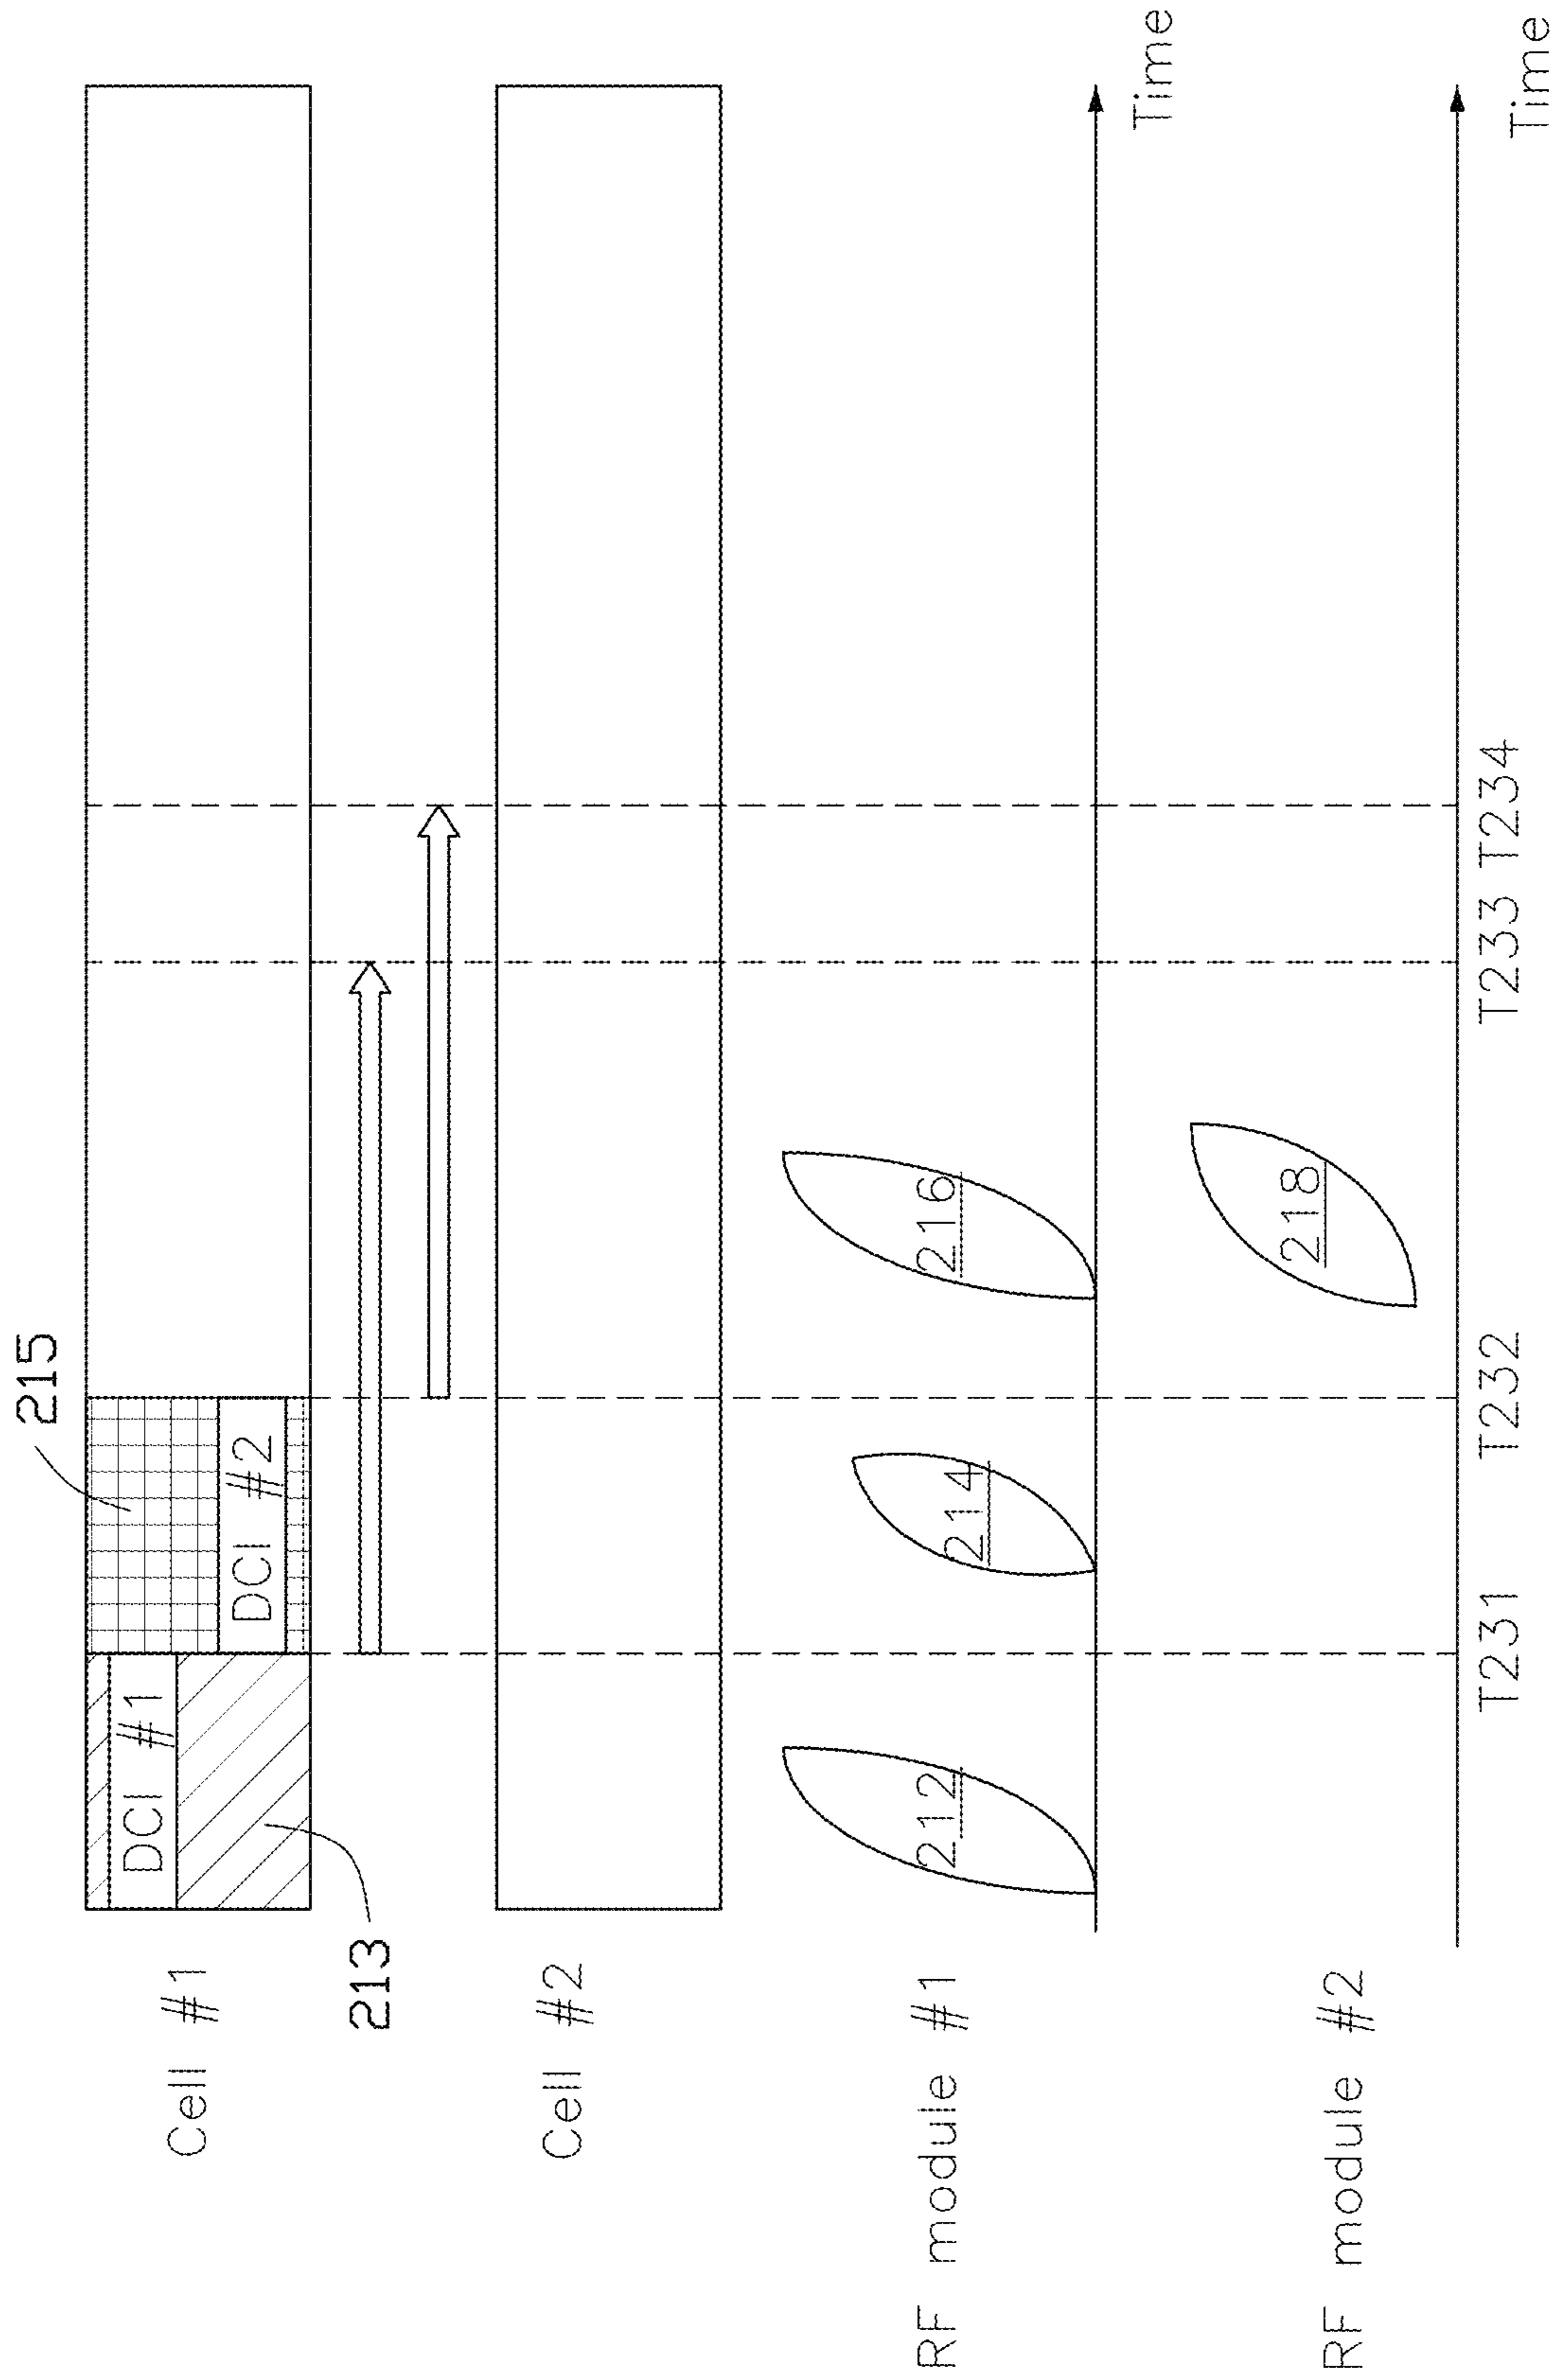 215
Cell #1
DCI #1
DCI #2
213
Cell #2
RF module #1
212
214
216
Time
RF module #2
218
T231
T232
T233
T234
Time